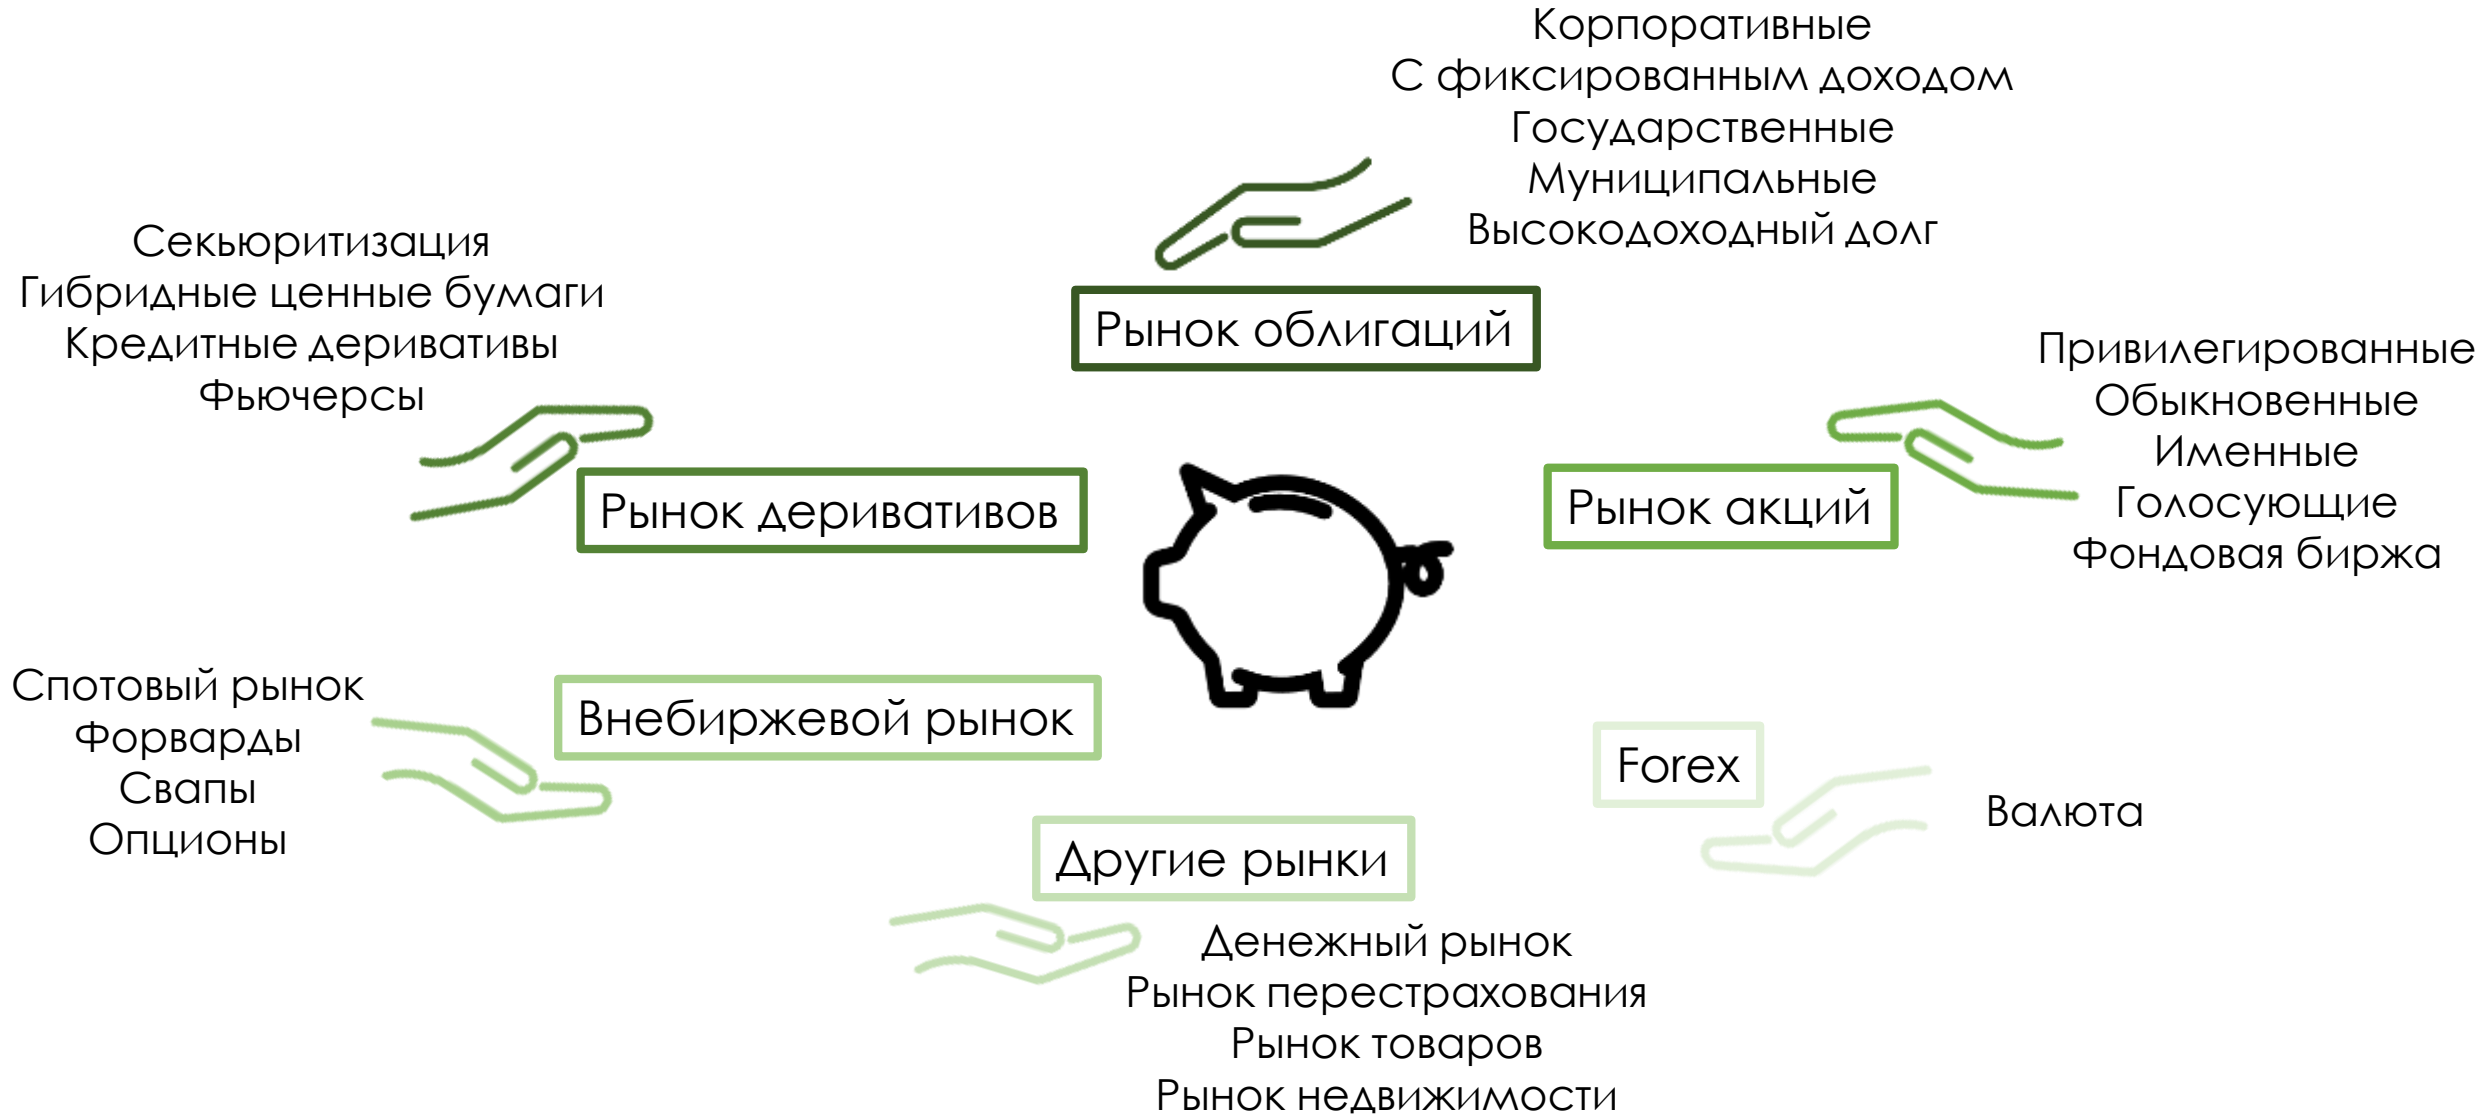 Корпоративные
С фиксированным доходом
Государственные
Муниципальные
Высокодоходный долг
Рынок облигаций
Секьюритизация
Гибридные ценные бумаги
Кредитные деривативы
Фьючерсы
Рынок деривативов
Привилегированные
Обыкновенные
Именные
Голосующие
Фондовая биржа
Рынок акций
Спотовый рынок
Форварды
Свапы
Опционы
Внебиржевой рынок
Forex
Валюта
Другие рынки
Денежный рынок
Рынок перестрахования
Рынок товаров
Рынок недвижимости